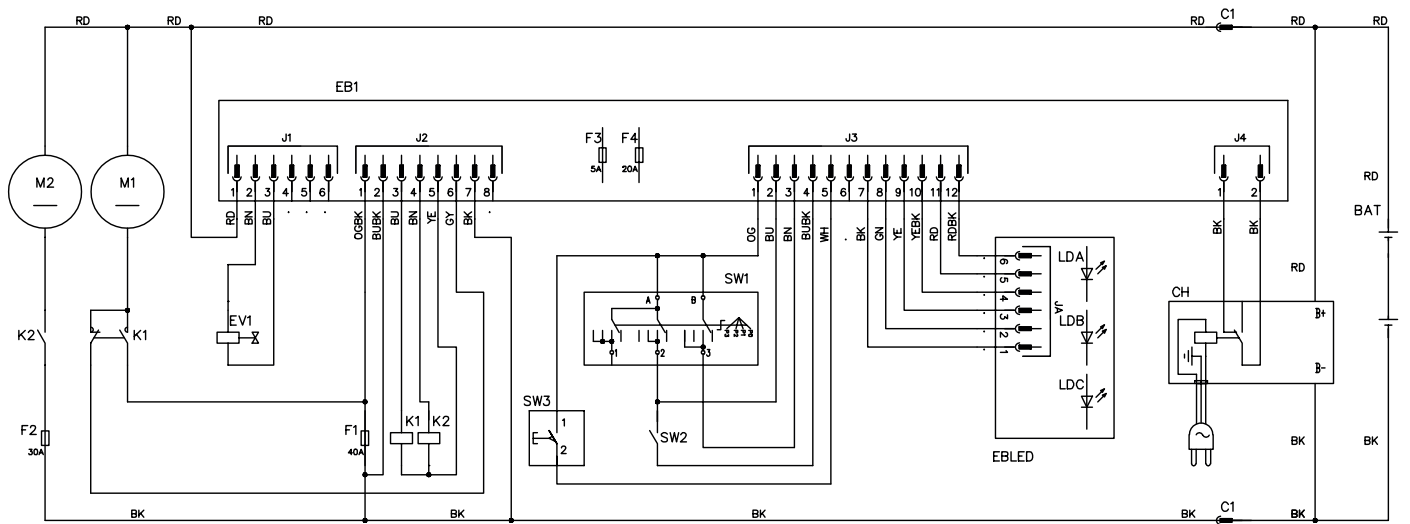 RD RD RD RD C1 RD RD
EB1
J1 J2 F3 F4 J3 J4
5A 20A
M2 M1
1 2 3 4 5 6 1 2 3 4 5 6 7 8 1 2 3 4 5 6 7 8 9 10 11 12 1 2
RD BN BU . . . OGBK BUBK BU BN YE GY BK . OG BU BN BUBK WH . BK GN YE YEBK RD RDBK BK BK
RD
BAT
6 5 4 3 2 1
JA
LDA
LDB
LDC
RD
SW1
A B
1 2 3
CH
B+
B-
K2 K1
EV1
SW3
1
2
SW2
F2
30A
F1
40A
K1 K2
EBLED
BK BK
BK BK BK BK C1 BK